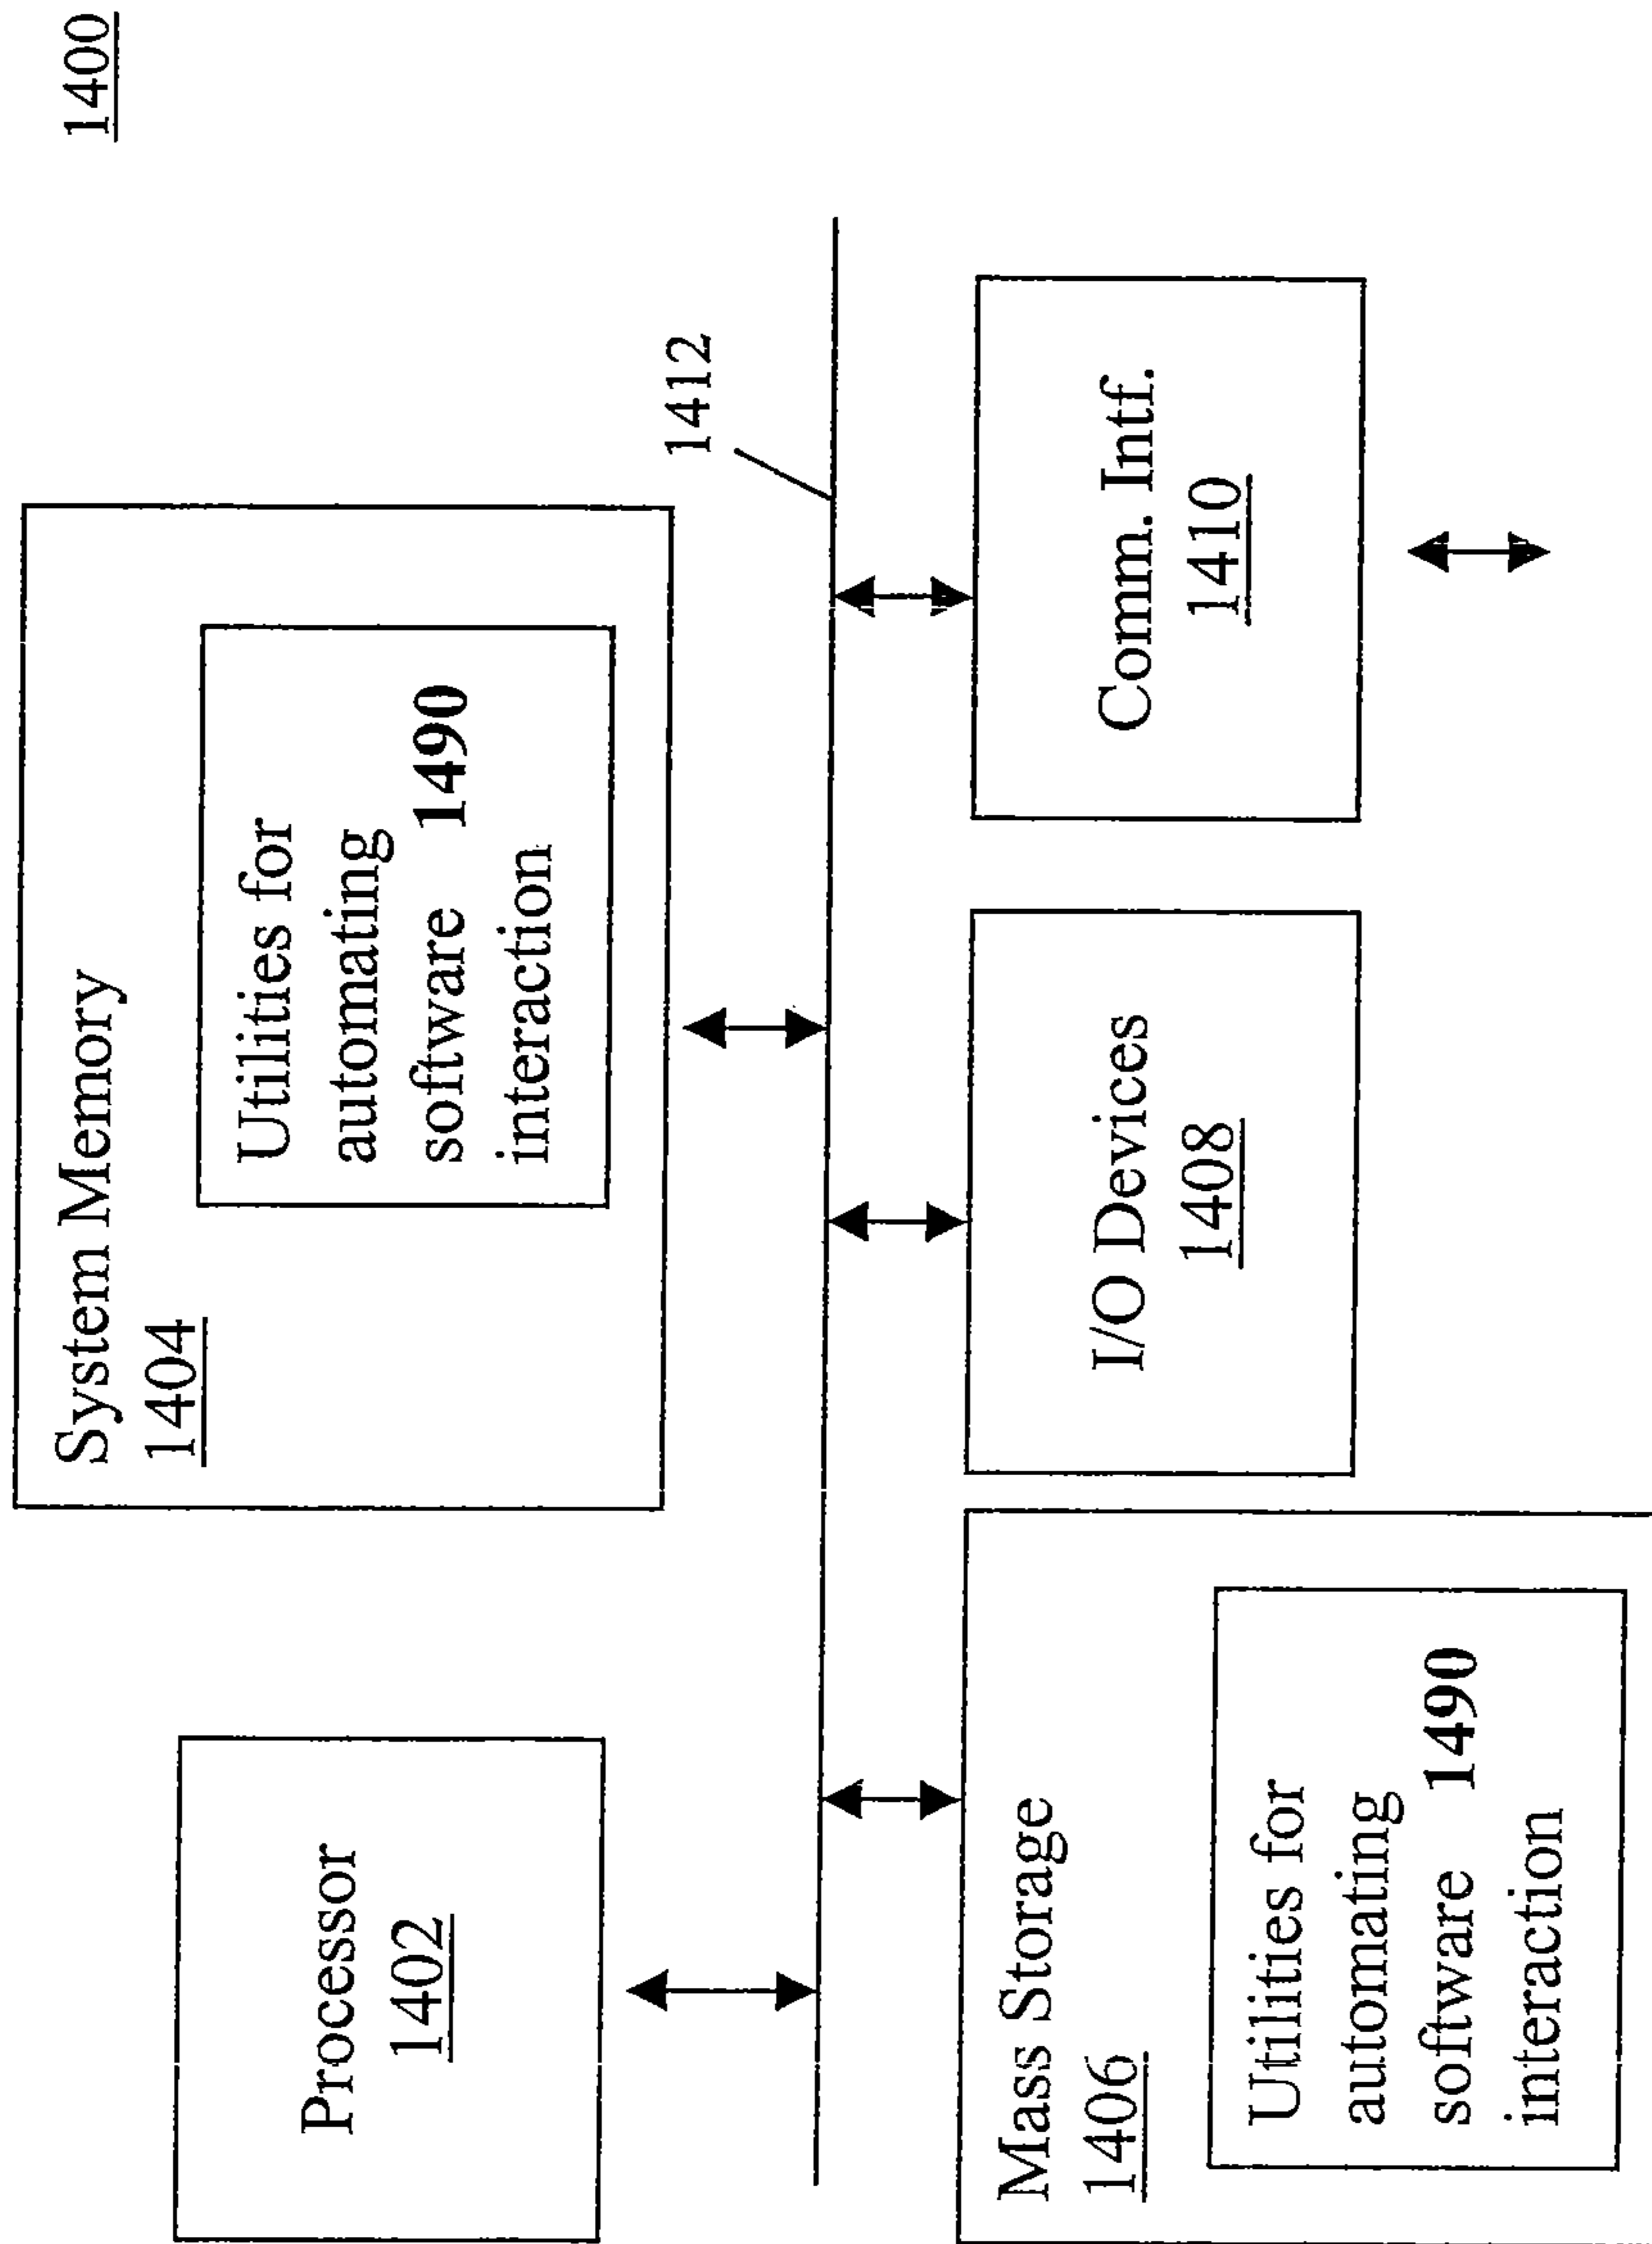 1400
Processor
1402
System Memory
1404
Utilities for
automating
software 1490
interaction
1412
Mass Storage
1406
Utilities for
automating
software 1490
interaction
I/O Devices
1408
Comm. Intf.
1410